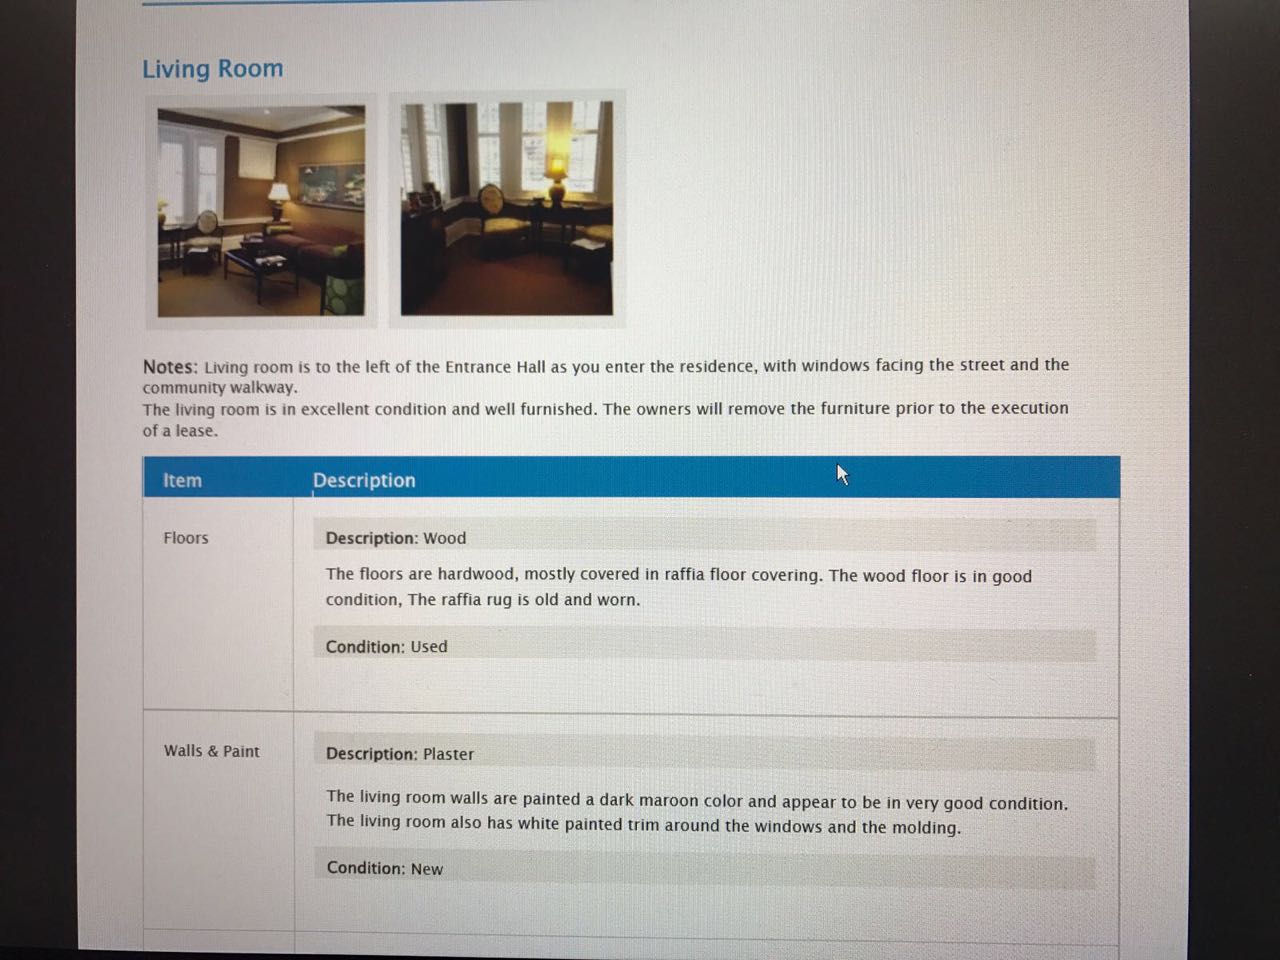 Living Room
Notes: Living room is to the left of the Entrance Hall as you enter the residence, with windows facing the street and the
community walkway.
The living room is in excellent condition and well furnished. The owners will remove the furniture prior to the execution
of a lease.
Item Description
Floors
Description: Wood
The floors are hardwood, mostly covered in raffia floor covering. The wood floor is in good
condition, The raffia rug is old and worn.
Condition: Used
Walls & Paint
Description: Plaster
The living room walls are painted a dark maroon color and appear to be in very good condition.
The living room also has white painted trim around the windows and the molding.
Condition: New